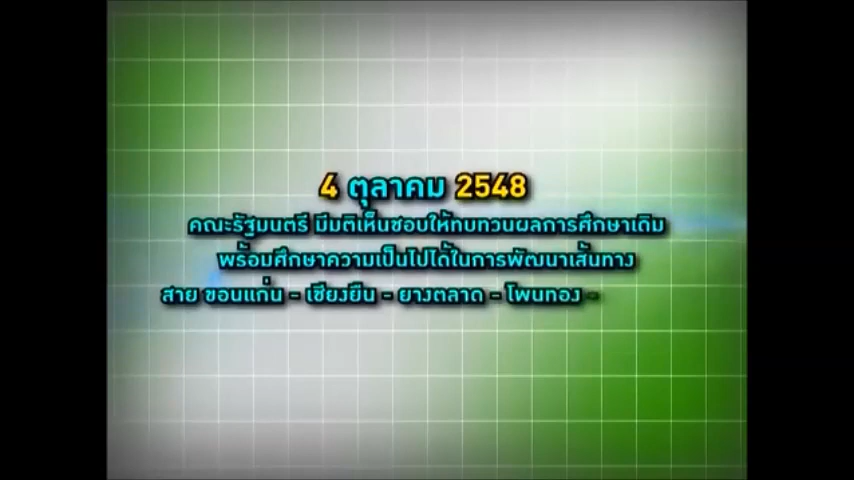 4 ตุลาคม 2548
คณะรัฐมนตรี มีมติเห็นชอบให้ทบทวนผลการศึกษาเดิม
พร้อมศึกษาความเป็นไปได้ในการพัฒนาเส้นทาง
สาย ขอนแก่น - เชียงยืน - ยางตลาด - โพนทอง -